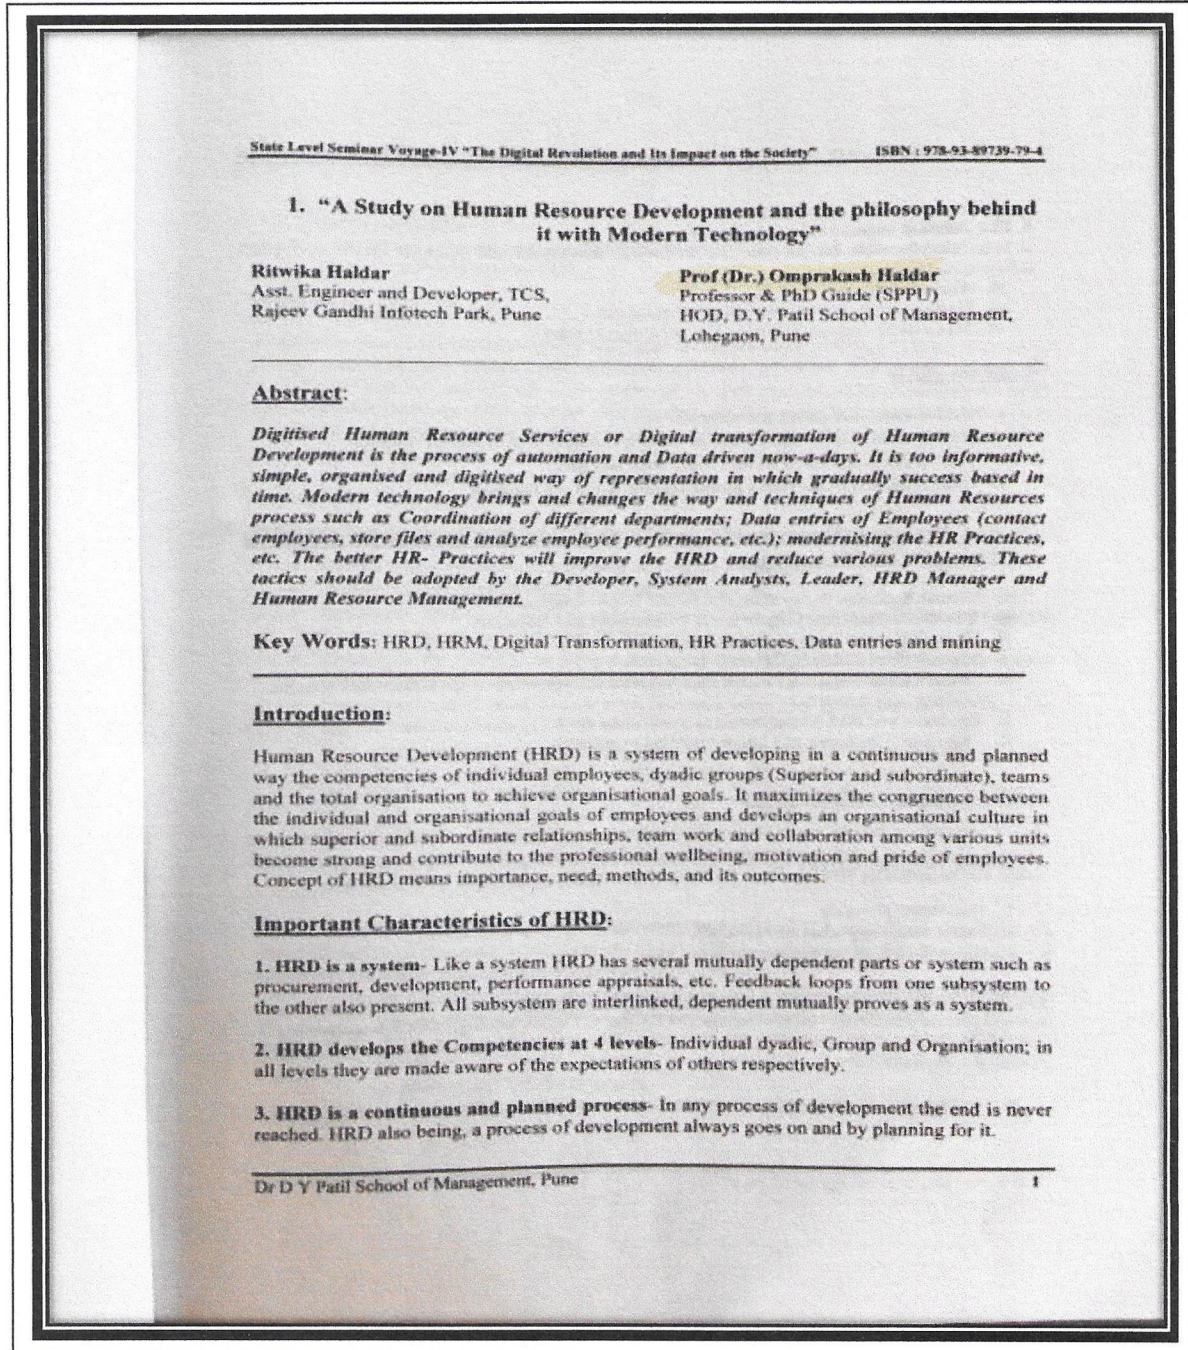 State Level Seminar Voyage-IV "The Digital Revolution and Its Impact on the Society" ISBN : 978-93-89739-79-4
1. "A Study on Human Resource Development and the philosophy behind
it with Modern Technology"
Ritwika Haldar
Asst. Engineer and Developer, TCS,
Rajeev Gandhi Infotech Park, Pune
Prof (Dr.) Omprakash Haldar
Professor & PhD Guide (SPPU)
HOD, D.Y. Patil School of Management,
Lohegaon, Pune
Abstract:
Digitised Human Resource Services or Digital transformation of Human Resource
Development is the process of automation and Data driven now-a-days. It is too informative,
simple, organised and digitised way of representation in which gradually success based in
time. Modern technology brings and changes the way and techniques of Human Resources
process such as Coordination of different departments; Data entries of Employees (contact
employees, store files and analyze employee performance, etc.); modernising the HR Practices,
etc. The better HR- Practices will improve the HRD and reduce various problems. These
tactics should be adopted by the Developer, System Analysts, Leader, HRD Manager and
Human Resource Management.
Key Words: HRD, HRM, Digital Transformation, HR Practices, Data entries and mining
Introduction:
Human Resource Development (HRD) is a system of developing in a continuous and planned
way the competencies of individual employees, dyadic groups (Superior and subordinate), teams
and the total organisation to achieve organisational goals. It maximizes the congruence between
the individual and organisational goals of employees and develops an organisational culture in
which superior and subordinate relationships, team work and collaboration among various units
become strong and contribute to the professional wellbeing, motivation and pride of employees.
Concept of HRD means importance, need, methods, and its outcomes.
Important Characteristics of HRD:
1. HRD is a system- Like a system HRD has several mutually dependent parts or system such as
procurement, development, performance appraisals, etc. Feedback loops from one subsystem to
the other also present. All subsystem are interlinked, dependent mutually proves as a system.
2. HRD develops the Competencies at 4 levels- Individual dyadic, Group and Organisation; in
all levels they are made aware of the expectations of others respectively.
3. HRD is a continuous and planned process- In any process of development the end is never
reached. HRD also being, a process of development always goes on and by planning for it.
Dr D Y Patil School of Management, Pune 1